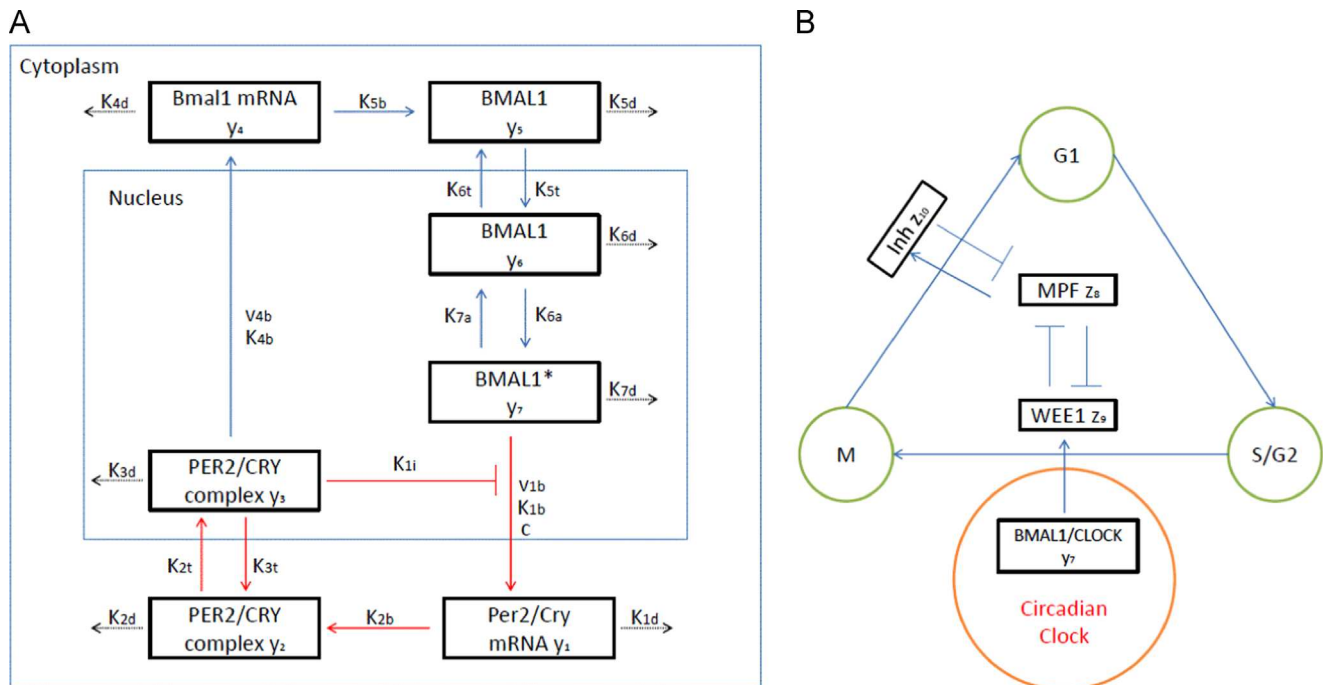 A
Cytoplasm
K4d
Bmal1 mRNA
y4
K5b
BMAL1
y5
K5d
Nucleus
K6t
K5t
BMAL1
y6
K6d
v4b
K4b
K7a
K6a
BMAL1*
y7
K7d
K3d
PER2/CRY
complex y3
K1i
v1b
K1b
c
K2t
K3t
K2d
PER2/CRY
complex y2
K2b
Per2/Cry
mRNA y1
K1d
B
G1
Inh z10
MPF z8
WEE1 z9
M
S/G2
BMAL1/CLOCK
y7
Circadian
Clock